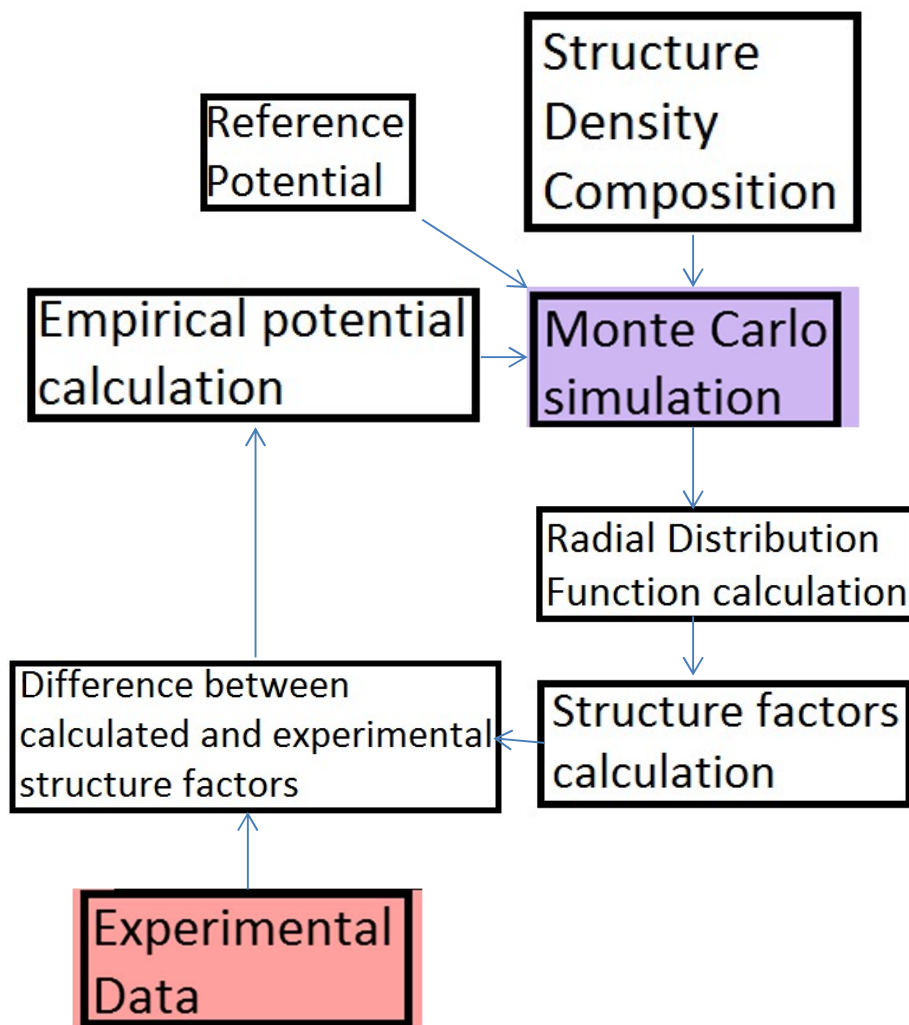 Structure
Density
Composition
Reference
Potential
Empirical potential
calculation
Monte Carlo
simulation
Radial Distribution
Function calculation
Structure factors
calculation
Difference between
calculated and experimental
structure factors
Experimental
Data